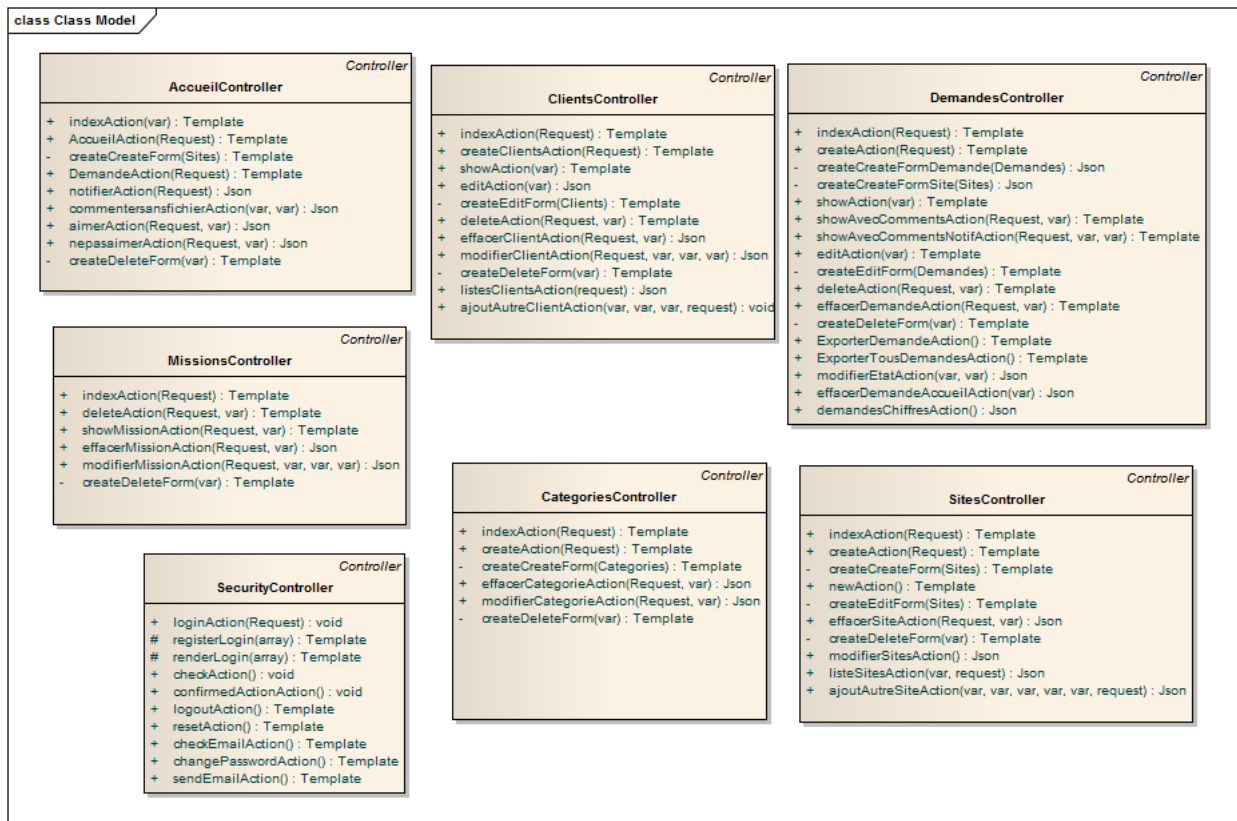 class Class Model
Controller
AccueilController
+ indexAction(var) : Template
+ AccueilAction(Request) : Template
- createCreateForm(Sites) : Template
+ DemandeAction(Request) : Template
+ notifierAction(Request) : Json
+ commentersansfichierAction(var, var) : Json
+ aimerAction(Request, var) : Json
+ nepasaimerAction(Request, var) : Json
- createDeleteForm(var) : Template
Controller
ClientsController
+ indexAction(Request) : Template
+ createClientsAction(Request) : Template
+ showAction(var) : Template
+ editAction(var) : Json
- createEditForm(Clients) : Template
+ deleteAction(Request, var) : Template
+ effacerClientAction(Request, var) : Json
+ modifierClientAction(Request, var, var, var) : Json
- createDeleteForm(var) : Template
+ listesClientsAction(request) : Json
+ ajoutAutreClientAction(var, var, var, request) : void
Controller
DemandesController
+ indexAction(Request) : Template
+ createAction(Request) : Template
- createCreateFormDemande(Demandes) : Json
- createCreateFormSite(Sites) : Json
+ showAction(var) : Template
+ showAvecCommentsAction(Request, var) : Template
+ showAvecCommentsNotifAction(Request, var, var) : Template
+ editAction(var) : Template
- createEditForm(Demandes) : Template
+ deleteAction(Request, var) : Template
+ effacerDemandeAction(Request, var) : Template
- createDeleteForm(var) : Template
+ ExporterDemandeAction() : Template
+ ExporterTousDemandesAction() : Template
+ modifierEtatAction(var, var) : Json
+ effacerDemandeAccueilAction(var) : Json
+ demandesChiffresAction() : Json
Controller
MissionsController
+ indexAction(Request) : Template
+ deleteAction(Request, var) : Template
+ showMissionAction(Request) : Template
+ effacerMissionAction(Request, var) : Json
+ modifierMissionAction(Request, var, var, var) : Json
- createDeleteForm(var) : Template
Controller
CategoriesController
+ indexAction(Request) : Template
+ createAction(Request) : Template
- createCreateForm(Categories) : Template
+ effacerCategorieAction(Request, var) : Json
+ modifierCategorieAction(Request, var) : Json
- createDeleteForm(var) : Template
Controller
SitesController
+ indexAction(Request) : Template
+ createAction(Request) : Template
- createCreateForm(Sites) : Template
+ newAction() : Template
- createEditForm(Sites) : Template
+ effacerSiteAction(Request, var) : Json
- createDeleteForm(var) : Template
+ modifierSitesAction() : Json
+ listeSitesAction(var, request) : Json
+ ajoutAutreSiteAction(var, var, var, var, var, request) : Json
Controller
SecurityController
+ loginAction(Request) : void
# registerLogin(array) : Template
# renderLogin(array) : Template
+ checkAction() : void
+ confirmedActionAction() : void
+ logoutAction() : Template
+ resetAction() : Template
+ checkEmailAction() : Template
+ changePasswordAction() : Template
+ sendEmailAction() : Template